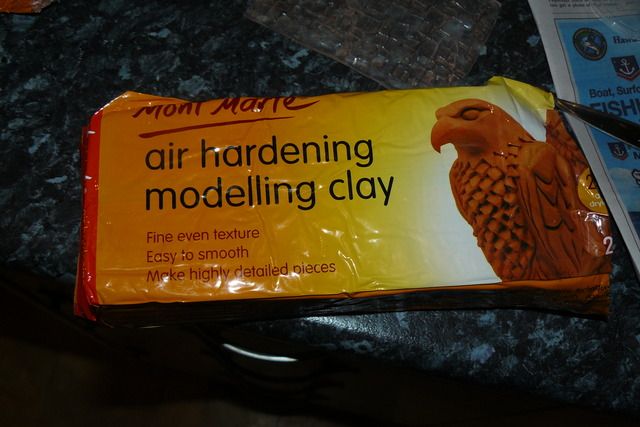 Mont Marte
air hardening
modelling clay
Fine even texture
Easy to smooth
Make highly detailed pieces
2
Boat, Surf
FISH